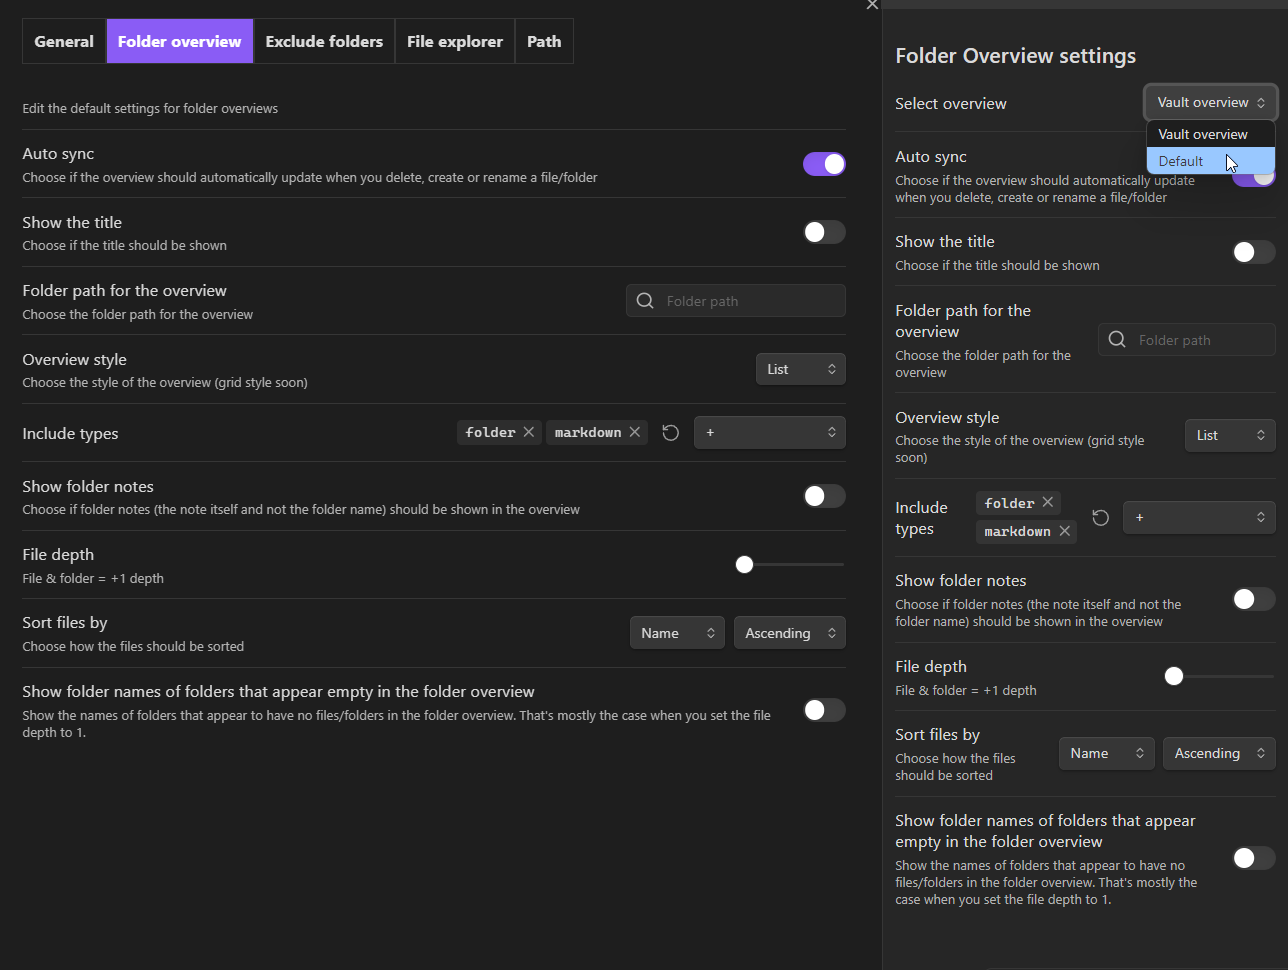 General
Folder overview
Exclude folders
File explorer
Path
Edit the default settings for folder overviews
Auto sync
Choose if the overview should automatically update when you delete, create or rename a file/folder
Show the title
Choose if the title should be shown
Folder path for the overview
Choose the folder path for the overview
Folder path
Overview style
Choose the style of the overview (grid style soon)
List
Include types
folder
markdown
+
Show folder notes
Choose if folder notes (the note itself and not the folder name) should be shown in the overview
File depth
File & folder = +1 depth
Sort files by
Choose how the files should be sorted
Name
Ascending
Show folder names of folders that appear empty in the folder overview
Show the names of folders that appear to have no files/folders in the folder overview. That's mostly the case when you set the file
depth to 1.
Folder Overview settings
Select overview
Vault overview
Vault overview
Default
Auto sync
Choose if the overview should automatically update
when you delete, create or rename a file/folder
Show the title
Choose if the title should be shown
Folder path for the
overview
Choose the folder path for the
overview
Folder path
Overview style
Choose the style of the overview (grid style
soon)
List
Include
types
folder
markdown
+
Show folder notes
Choose if folder notes (the note itself and not the
folder name) should be shown in the overview
File depth
File & folder = +1 depth
Sort files by
Choose how the files
should be sorted
Name
Ascending
Show folder names of folders that appear
empty in the folder overview
Show the names of folders that appear to have no
files/folders in the folder overview. That's mostly the
case when you set the file depth to 1.